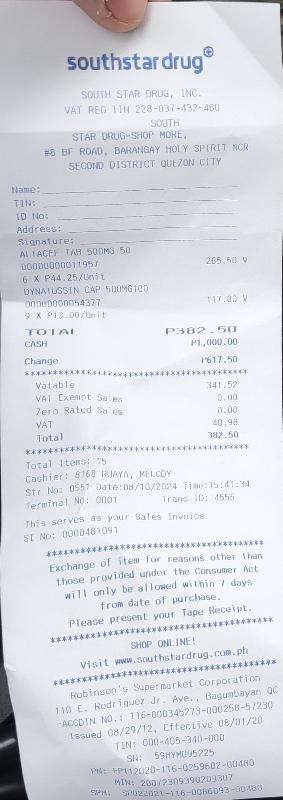 southstardrug
SOUTH STAR DRUG, INC.
VAT REG TIN 228-037-432-480
SOUTH
STAR DRUG-SHOP MORE,
#8 BF ROAD, BARANGAY HOLY SPIRIT NCR
SECOND DISTRICT QUEZON CITY
Name:
TIN:
ID No:
Address:
Signature:
ALTACEF TAB 500MG 50
00000000011957 265.50 V
6 X P44.25/Unit
DYNATUSSIN CAP 500MG100
00000000054377 117.00 V
9 X P13.00/Unit
TOTAL P382.50
CASH P1,000.00
Change P617.50
****************************************
Vatable 341.52
VAT Exempt Sales 0.00
Zero Rated Sales 0.00
VAT 40.98
Total 382.50
****************************************
Total Items: 15
Cashier: 8168 RUAYA, MELODY
Str No: 0957 Date:08/10/2024 Time:15:41:34
Terminal No: 0001 Trans ID: 4556
This serves as your Sales Invoice
SI No: 0000481091
****************************************
Exchange of item for reasons other than
those provided under the Consumer Act
will only be allowed within 7 days
from date of purchase.
Please present your Tape Receipt.
****************************************
SHOP ONLINE!
Visit www.southstardrug.com.ph
****************************************
Robinson's Supermarket Corporation
110 E. Rodriguez Jr. Ave., Bagumbayan QC
ACCDIN NO.: 116-000345273-000258-57230
Issued 08/29/12, Effective 08/01/20
TIN: 000-405-340-000
SN: 59HYM095225
PN: FP112020-116-0259602-00480
MIN: 20072309390203307
SPM: SP022021-116-0086093-00480